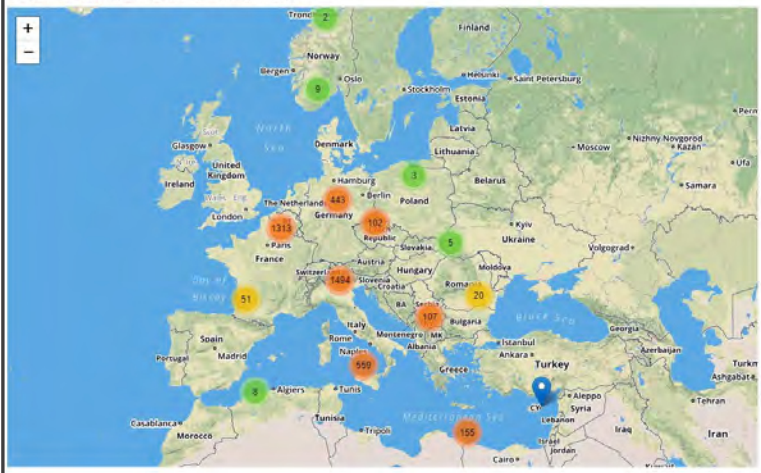 +
−
Trond
2
Finland
Norway
Bergen
Oslo
Helsinki
Saint Petersburg
9
Stockholm
Estonia
North
Sea
Latvia
Nizhny Novgorod
Kazan
Glasgow
Denmark
Moscow
Lithuania
Ufa
United
Kingdom
Ireland
3
Hamburg
Belarus
Samara
The Netherland
443
Berlin
Poland
London
Germany
1313
102
Kyiv
Paris
Republic
5
Ukraine
Slovakia
Volgograd
France
Austria
Switzerl
1494
Slovenia
Hungary
Moldova
Croatia
Roman
Bay of
Biscay
51
20
BA
Serbia
107
Black Sea
Italy
Bulgaria
Georgia
Spain
Rome
Montenegro
MK
Istanbul
Azerbaijan
Portugal
Madrid
Naples
Albania
Ankara
559
Greece
Turkey
Turkm
Ashgabat
8
Algiers
Tunis
Aleppo
Tehran
Casablanca
Tunisia
Mediterranean Sea
CY
Syria
Morocco
Tripoli
155
Lebanon
Iraq
Iran
Israel
Jordan
Cairo